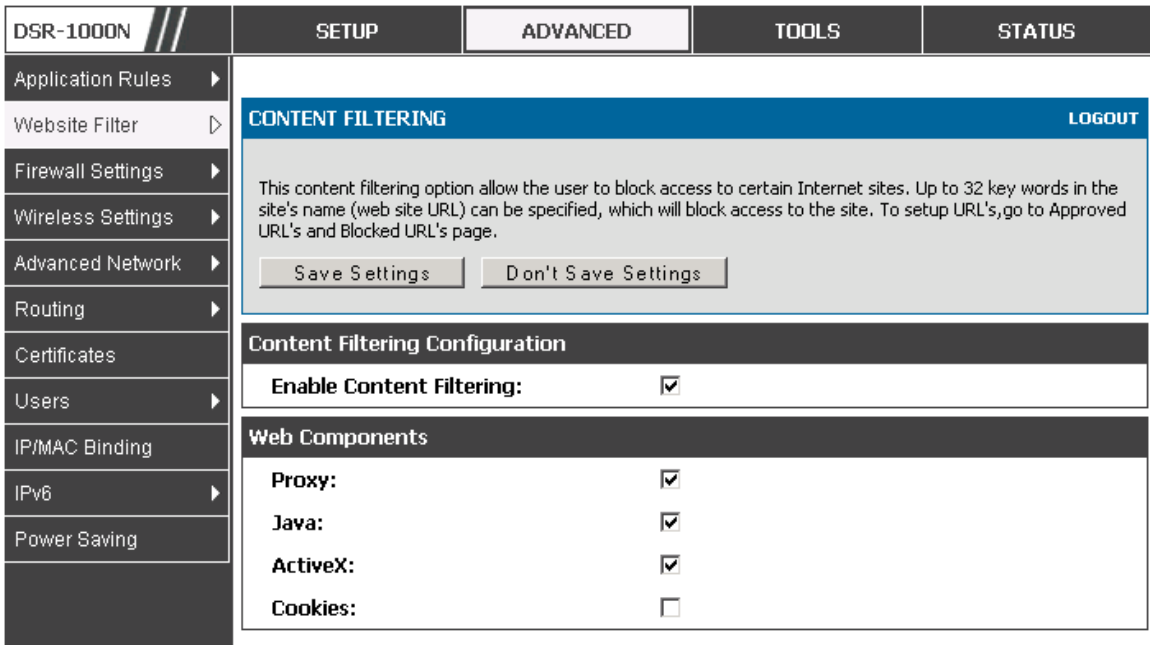 DSR-1000N
SETUP
ADVANCED
TOOLS
STATUS
Application Rules
Website Filter
Firewall Settings
Wireless Settings
Advanced Network
Routing
Certificates
Users
IP/MAC Binding
IPv6
Power Saving
CONTENT FILTERING
LOGOUT
This content filtering option allow the user to block access to certain Internet sites. Up to 32 key words in the
site's name (web site URL) can be specified, which will block access to the site. To setup URL's,go to Approved
URL's and Blocked URL's page.
Save Settings
Don't Save Settings
Content Filtering Configuration
Enable Content Filtering:
Web Components
Proxy:
Java:
ActiveX:
Cookies: